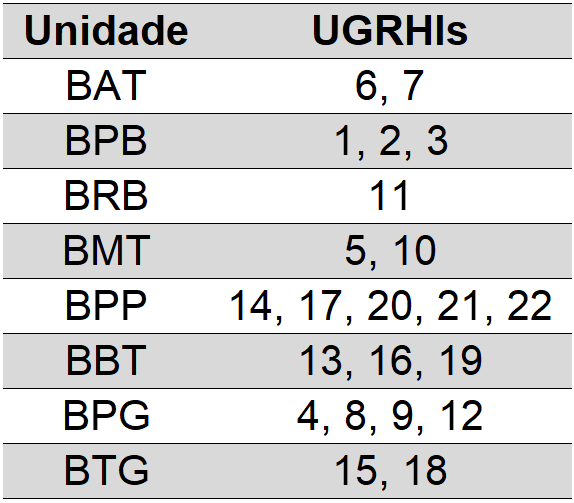 Unidade UGRHIs
BAT 6, 7
BPB 1, 2, 3
BRB 11
BMT 5, 10
BPP 14, 17, 20, 21, 22
BBT 13, 16, 19
BPG 4, 8, 9, 12
BTG 15, 18